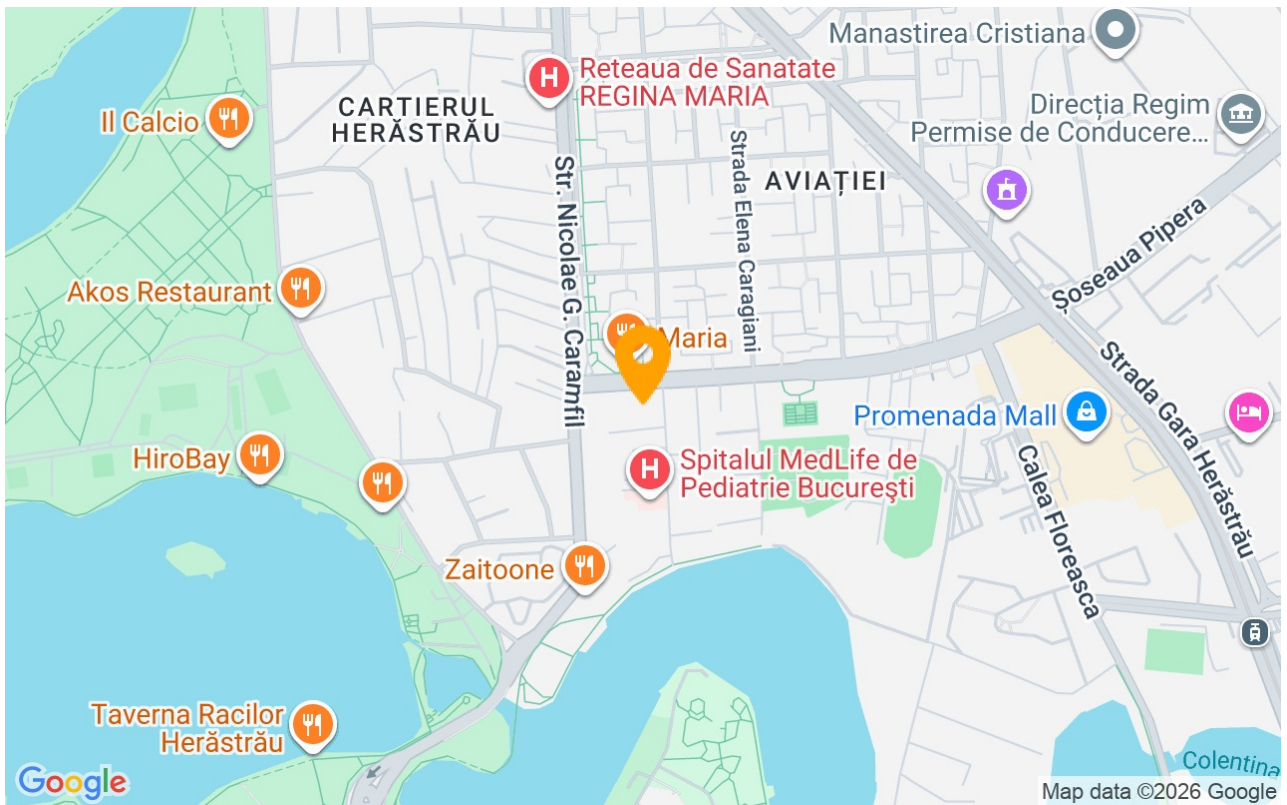 Manastirea Cristiana
Reteaua de Sanatate
REGINA MARIA
CARTIERUL
HERĂSTRĂU
Il Calcio
Direcția Regim
Permise de Conducere...
Strada Elena Caragiani
AVIAȚIEI
Str. Nicolae G. Caramfil
Șoseaua Pipera
Akos Restaurant
Maria
Strada Gara Herăstrău
Promenada Mall
HiroBay
Spitalul MedLife de
Pediatrie Bucureşti
Calea Floreasca
Zaitoone
Taverna Racilor
Herăstrău
Colentina
Google
Map data ©2026 Google